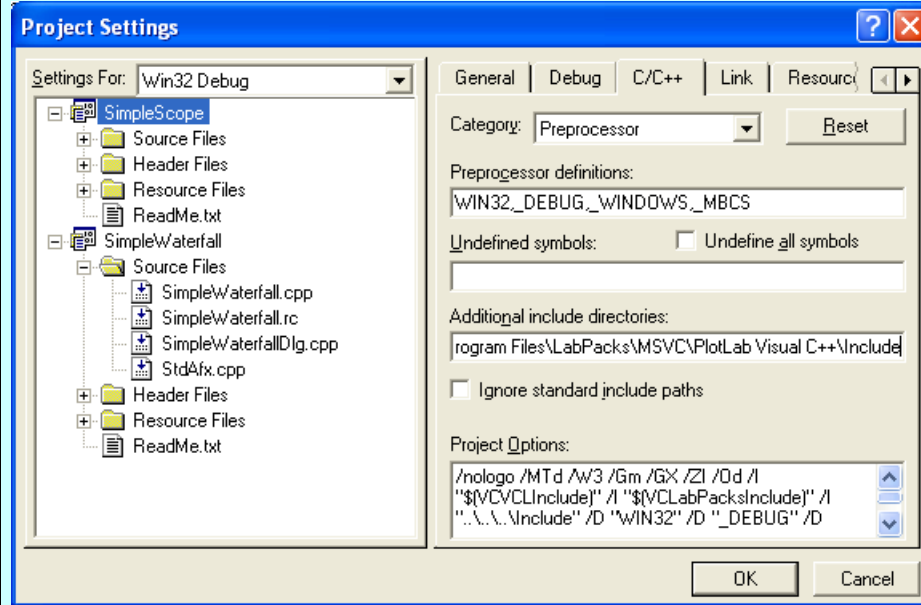 Project Settings
Settings For: Win32 Debug
SimpleScope
Source Files
Header Files
Resource Files
ReadMe.txt
SimpleWaterfall
Source Files
SimpleWaterfall.cpp
SimpleWaterfall.rc
SimpleWaterfallDlg.cpp
StdAfx.cpp
Header Files
Resource Files
ReadMe.txt
General Debug C/C++ Link
Category: Preprocessor Reset
Preprocessor definitions:
WIN32,_DEBUG,_WINDOWS,_MBCS
Undefined symbols: Undefine all symbols
Additional include directories:
rogram Files\LabPacks\MSVC\PlotLab Visual C++\Include
Ignore standard include paths
Project Options:
/nologo /MTd /W3 /Gm /GX /ZI /Od /I
"$(VCVCLInclude)" /I "$(VCLabPacksInclude)" /I
"..\..\..\Include" /D "WIN32" /D "_DEBUG" /D
OK Cancel